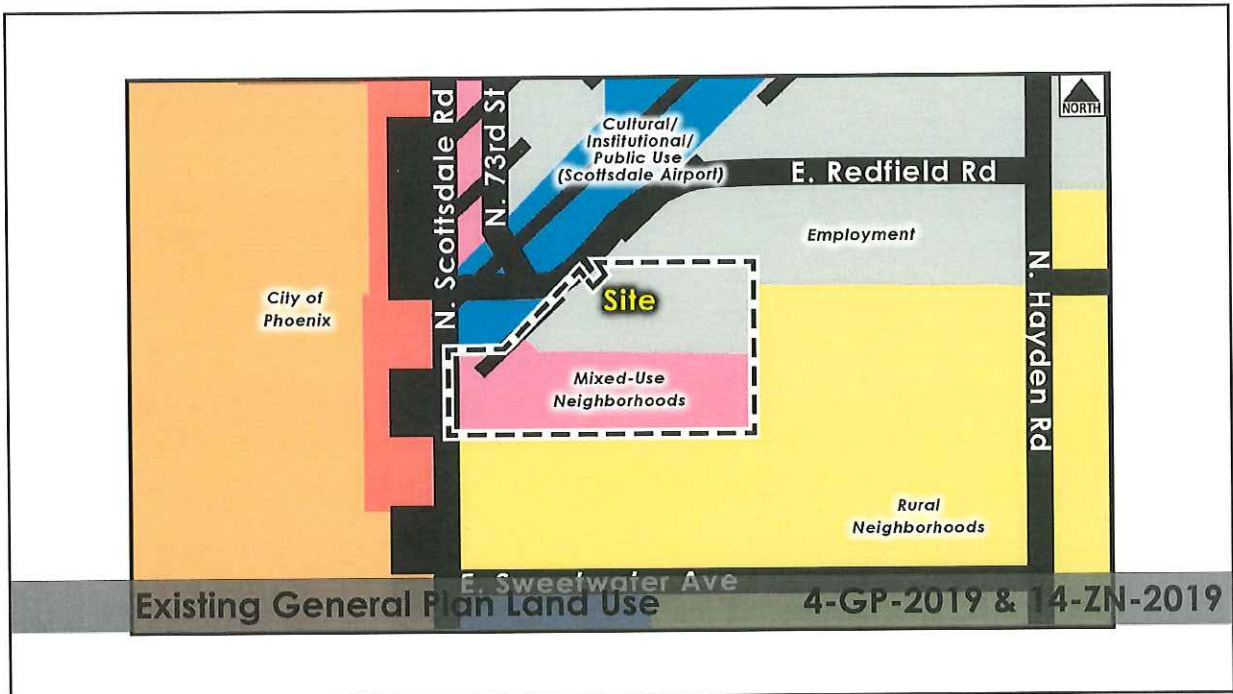 NORTH
N. Scottsdale Rd
N. 73rd St
Cultural/
Institutional/
Public Use
(Scottsdale Airport)
E. Redfield Rd
Employment
City of
Phoenix
Site
N. Hayden Rd
Mixed-Use
Neighborhoods
Rural
Neighborhoods
E. Sweetwater Ave
Existing General Plan Land Use
4-GP-2019 & 14-ZN-2019